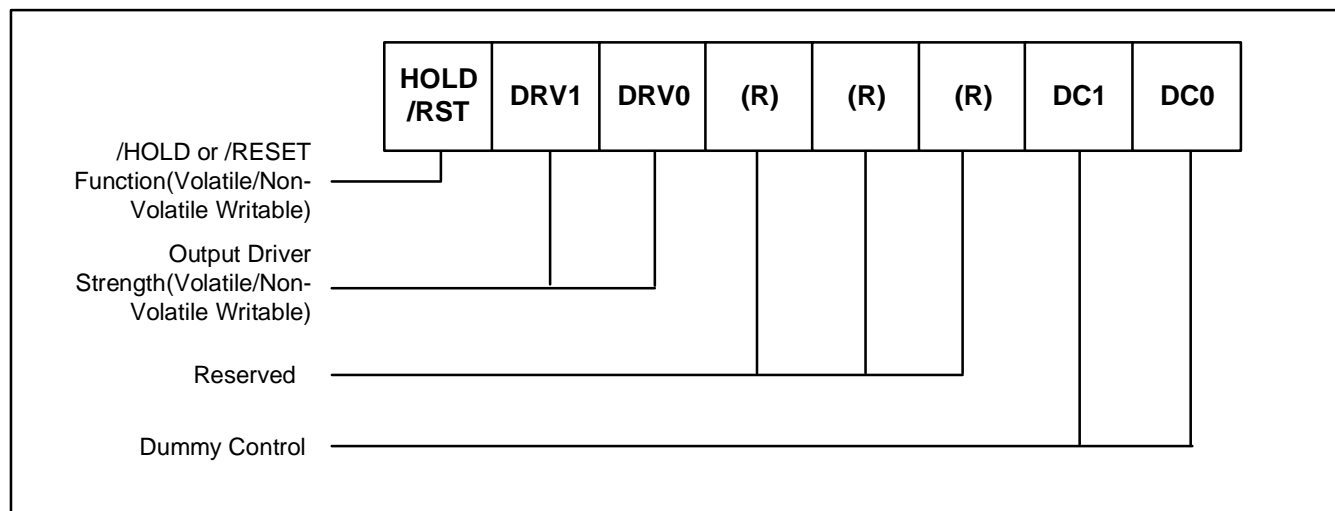 HOLD
/RST
DRV1
DRV0
(R)
(R)
(R)
DC1
DC0
/HOLD or /RESET
Function(Volatile/Non-
Volatile Writable)
Output Driver
Strength(Volatile/Non-
Volatile Writable)
Reserved
Dummy Control